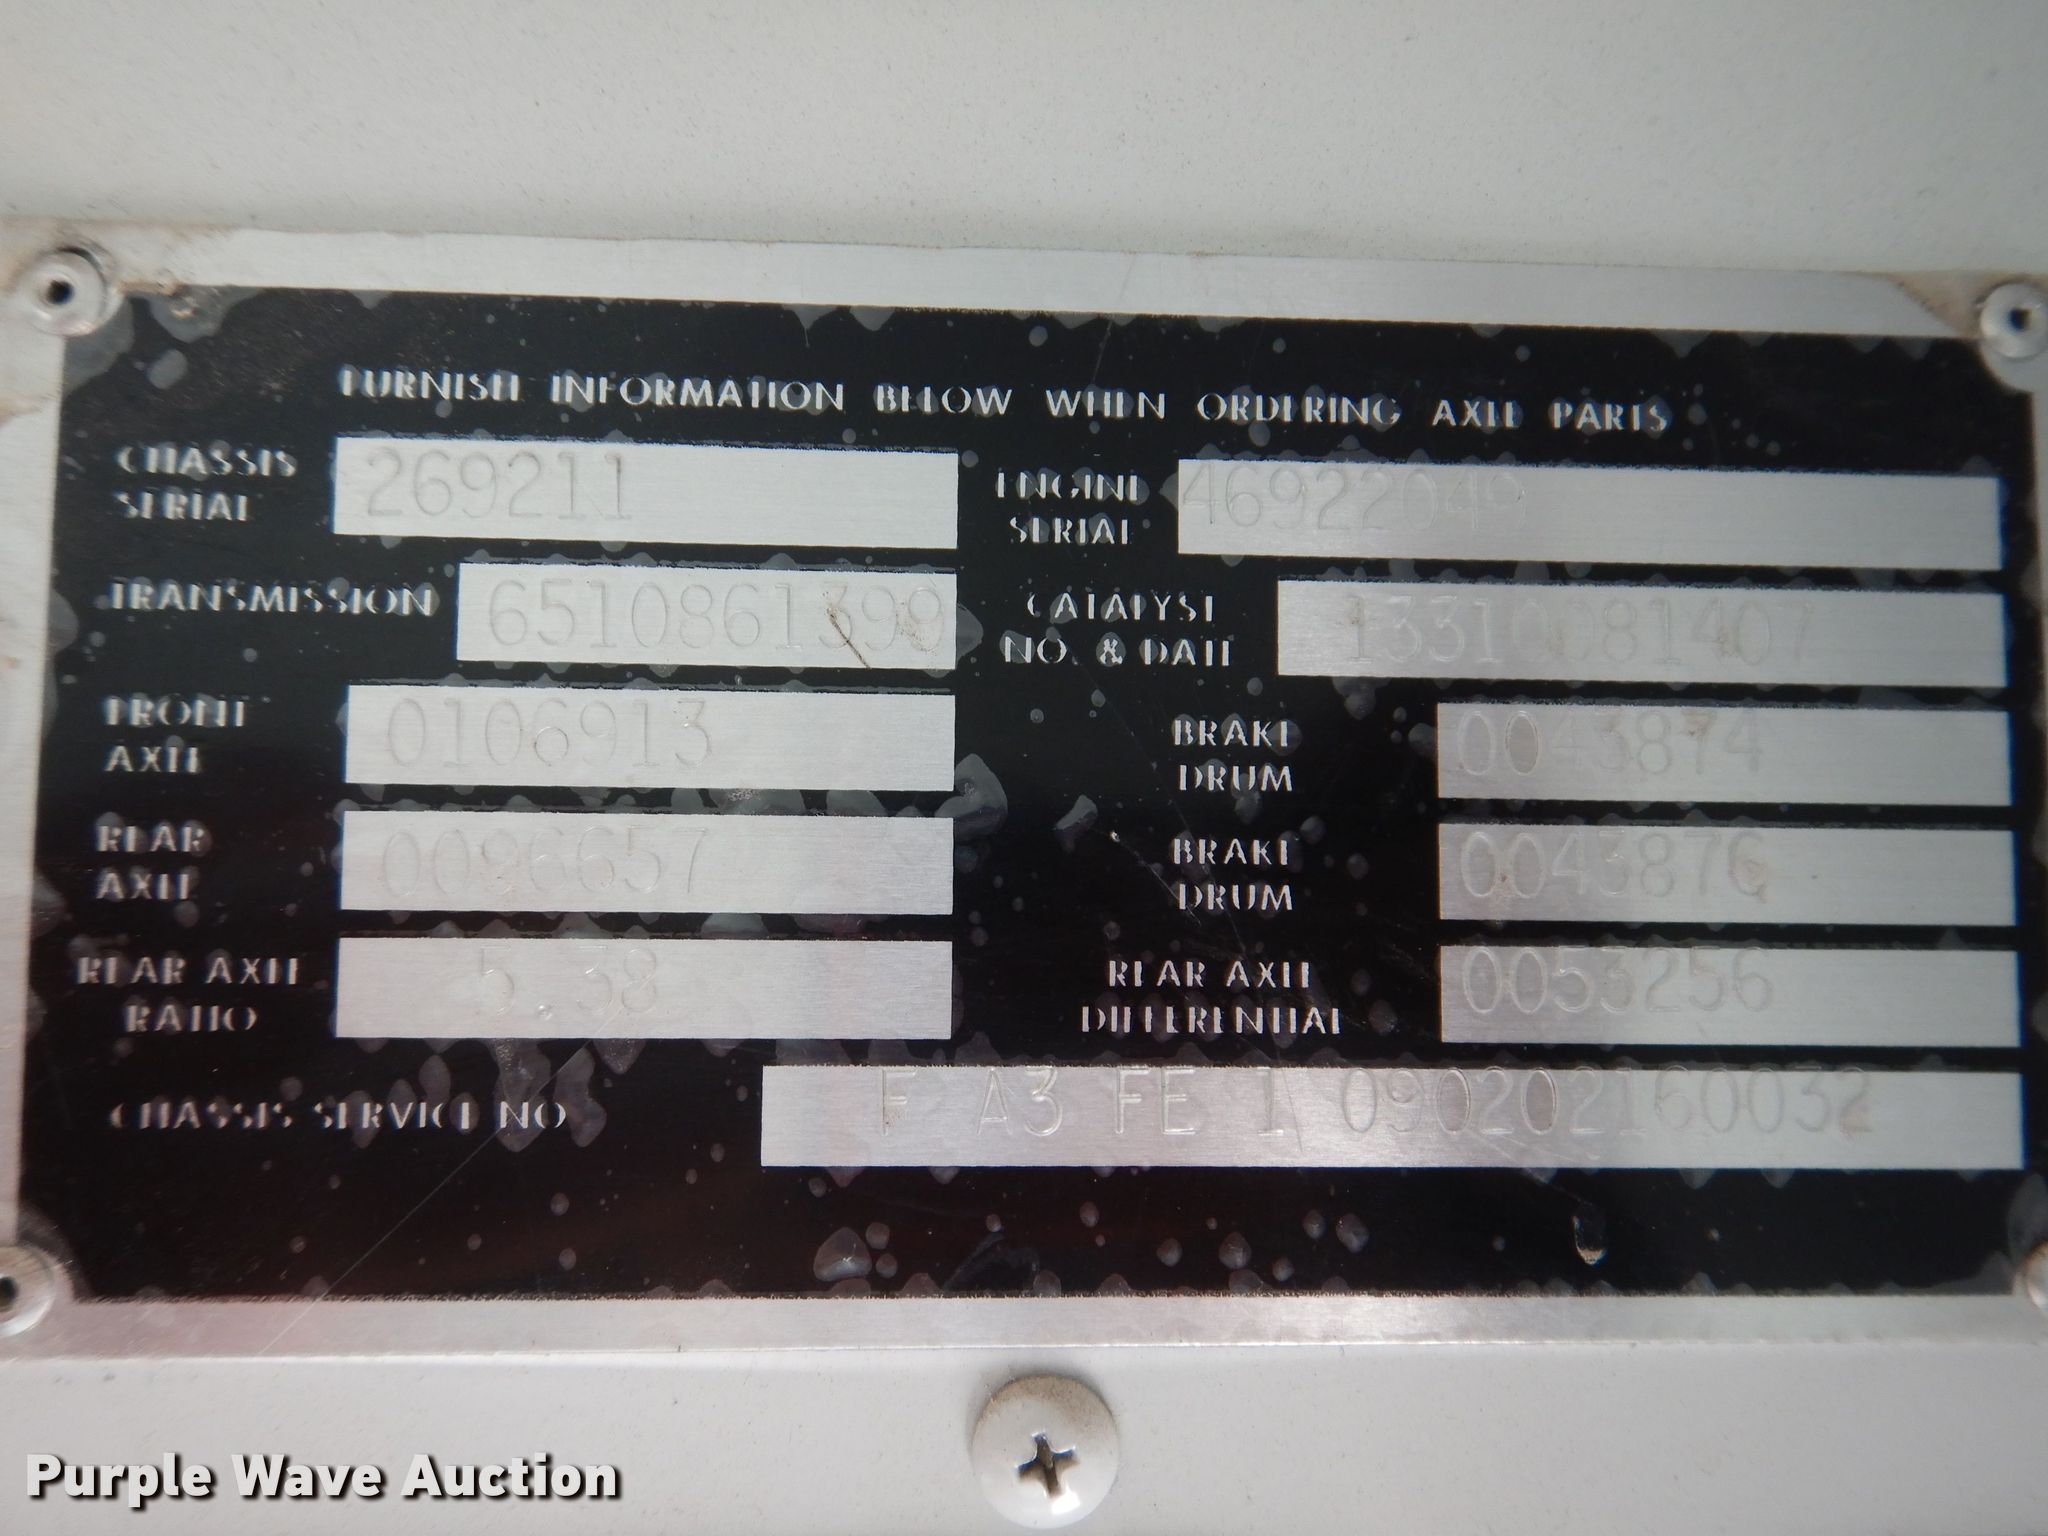 FURNISH INFORMATION BELOW WHEN ORDERING AXLE PARTS
CHASSIS SERIAL 269211
ENGINE SERIAL 46922049
TRANSMISSION 6510861399
CATALYST NO. & DATE 13310081407
FRONT AXLE 0106913
BRAKE DRUM 0043874
REAR AXLE 0096657
BRAKE DRUM 0043876
REAR AXLE RATIO 5.38
REAR AXLE DIFFERENTIAL 0053256
CHASSIS SERVICE NO F A3 FE 1 090202160032
Purple Wave Auction